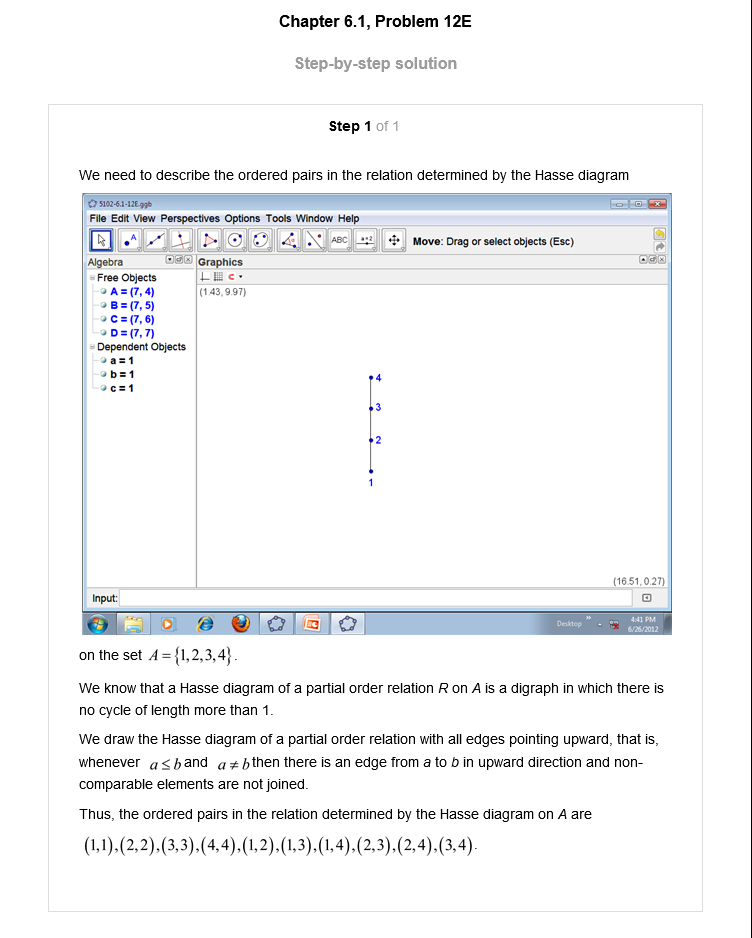 Chapter 6.1, Problem 12E
Step-by-step solution
Step 1 of 1
We need to describe the ordered pairs in the relation determined by the Hasse diagram
5102-6.1-12E.ggb
File Edit View Perspectives Options Tools Window Help
A
ABC
a=2
Move: Drag or select objects (Esc)
Algebra
Graphics
Free Objects
A = (7, 4)
B = (7, 5)
C = (7, 6)
D = (7, 7)
Dependent Objects
a = 1
b = 1
c = 1
(1.43, 9.97)
4
3
2
1
(16.51, 0.27)
Input:
Desktop
4:41 PM
6/26/2012
on the set A = {1,2,3,4}.
We know that a Hasse diagram of a partial order relation R on A is a digraph in which there is
no cycle of length more than 1.
We draw the Hasse diagram of a partial order relation with all edges pointing upward, that is,
whenever a ≤ b and a ≠ b then there is an edge from a to b in upward direction and non-
comparable elements are not joined.
Thus, the ordered pairs in the relation determined by the Hasse diagram on A are
(1,1),(2,2),(3,3),(4,4),(1,2),(1,3),(1,4),(2,3),(2,4),(3,4).